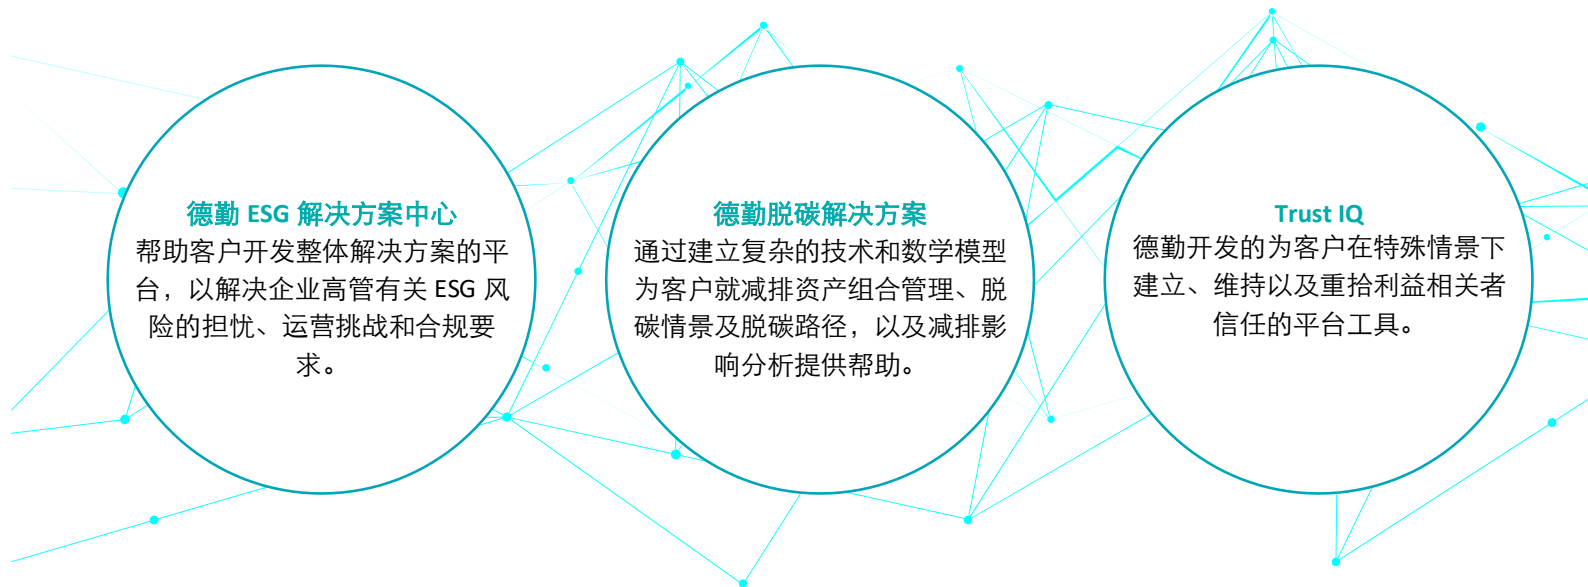 德勤 ESG 解决方案中心
帮助客户开发整体解决方案的平
台，以解决企业高管有关 ESG 风
险的担忧、运营挑战和合规要
求。
德勤脱碳解决方案
通过建立复杂的技术和数学模型
为客户就减排资产组合管理、脱
碳情景及脱碳路径，以及减排影
响分析提供帮助。
Trust IQ
德勤开发的为客户在特殊情景下
建立、维持以及重拾利益相关者
信任的平台工具。